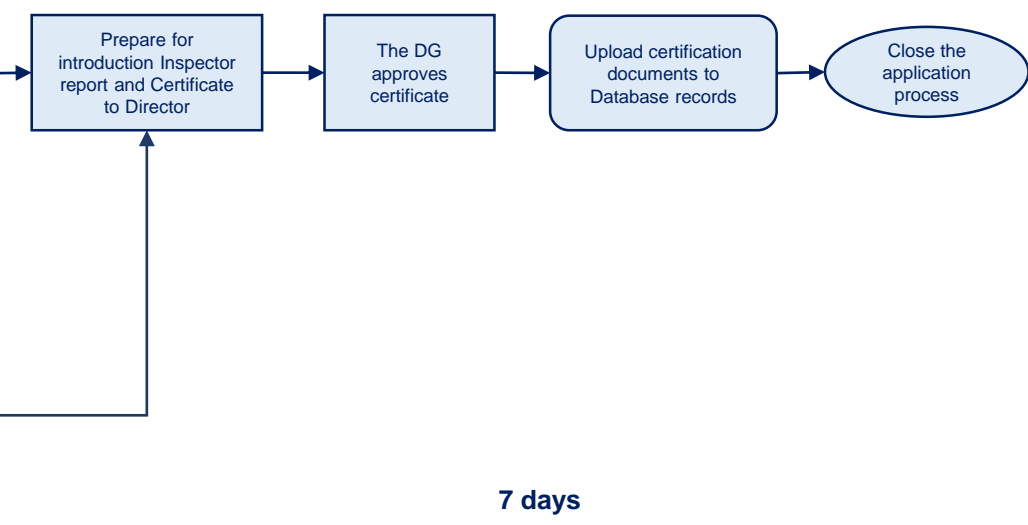 Prepare for
introduction Inspector
report and Certificate
to Director
The DG
approves
certificate
Upload certification
documents to
Database records
Close the
application
process
7 days